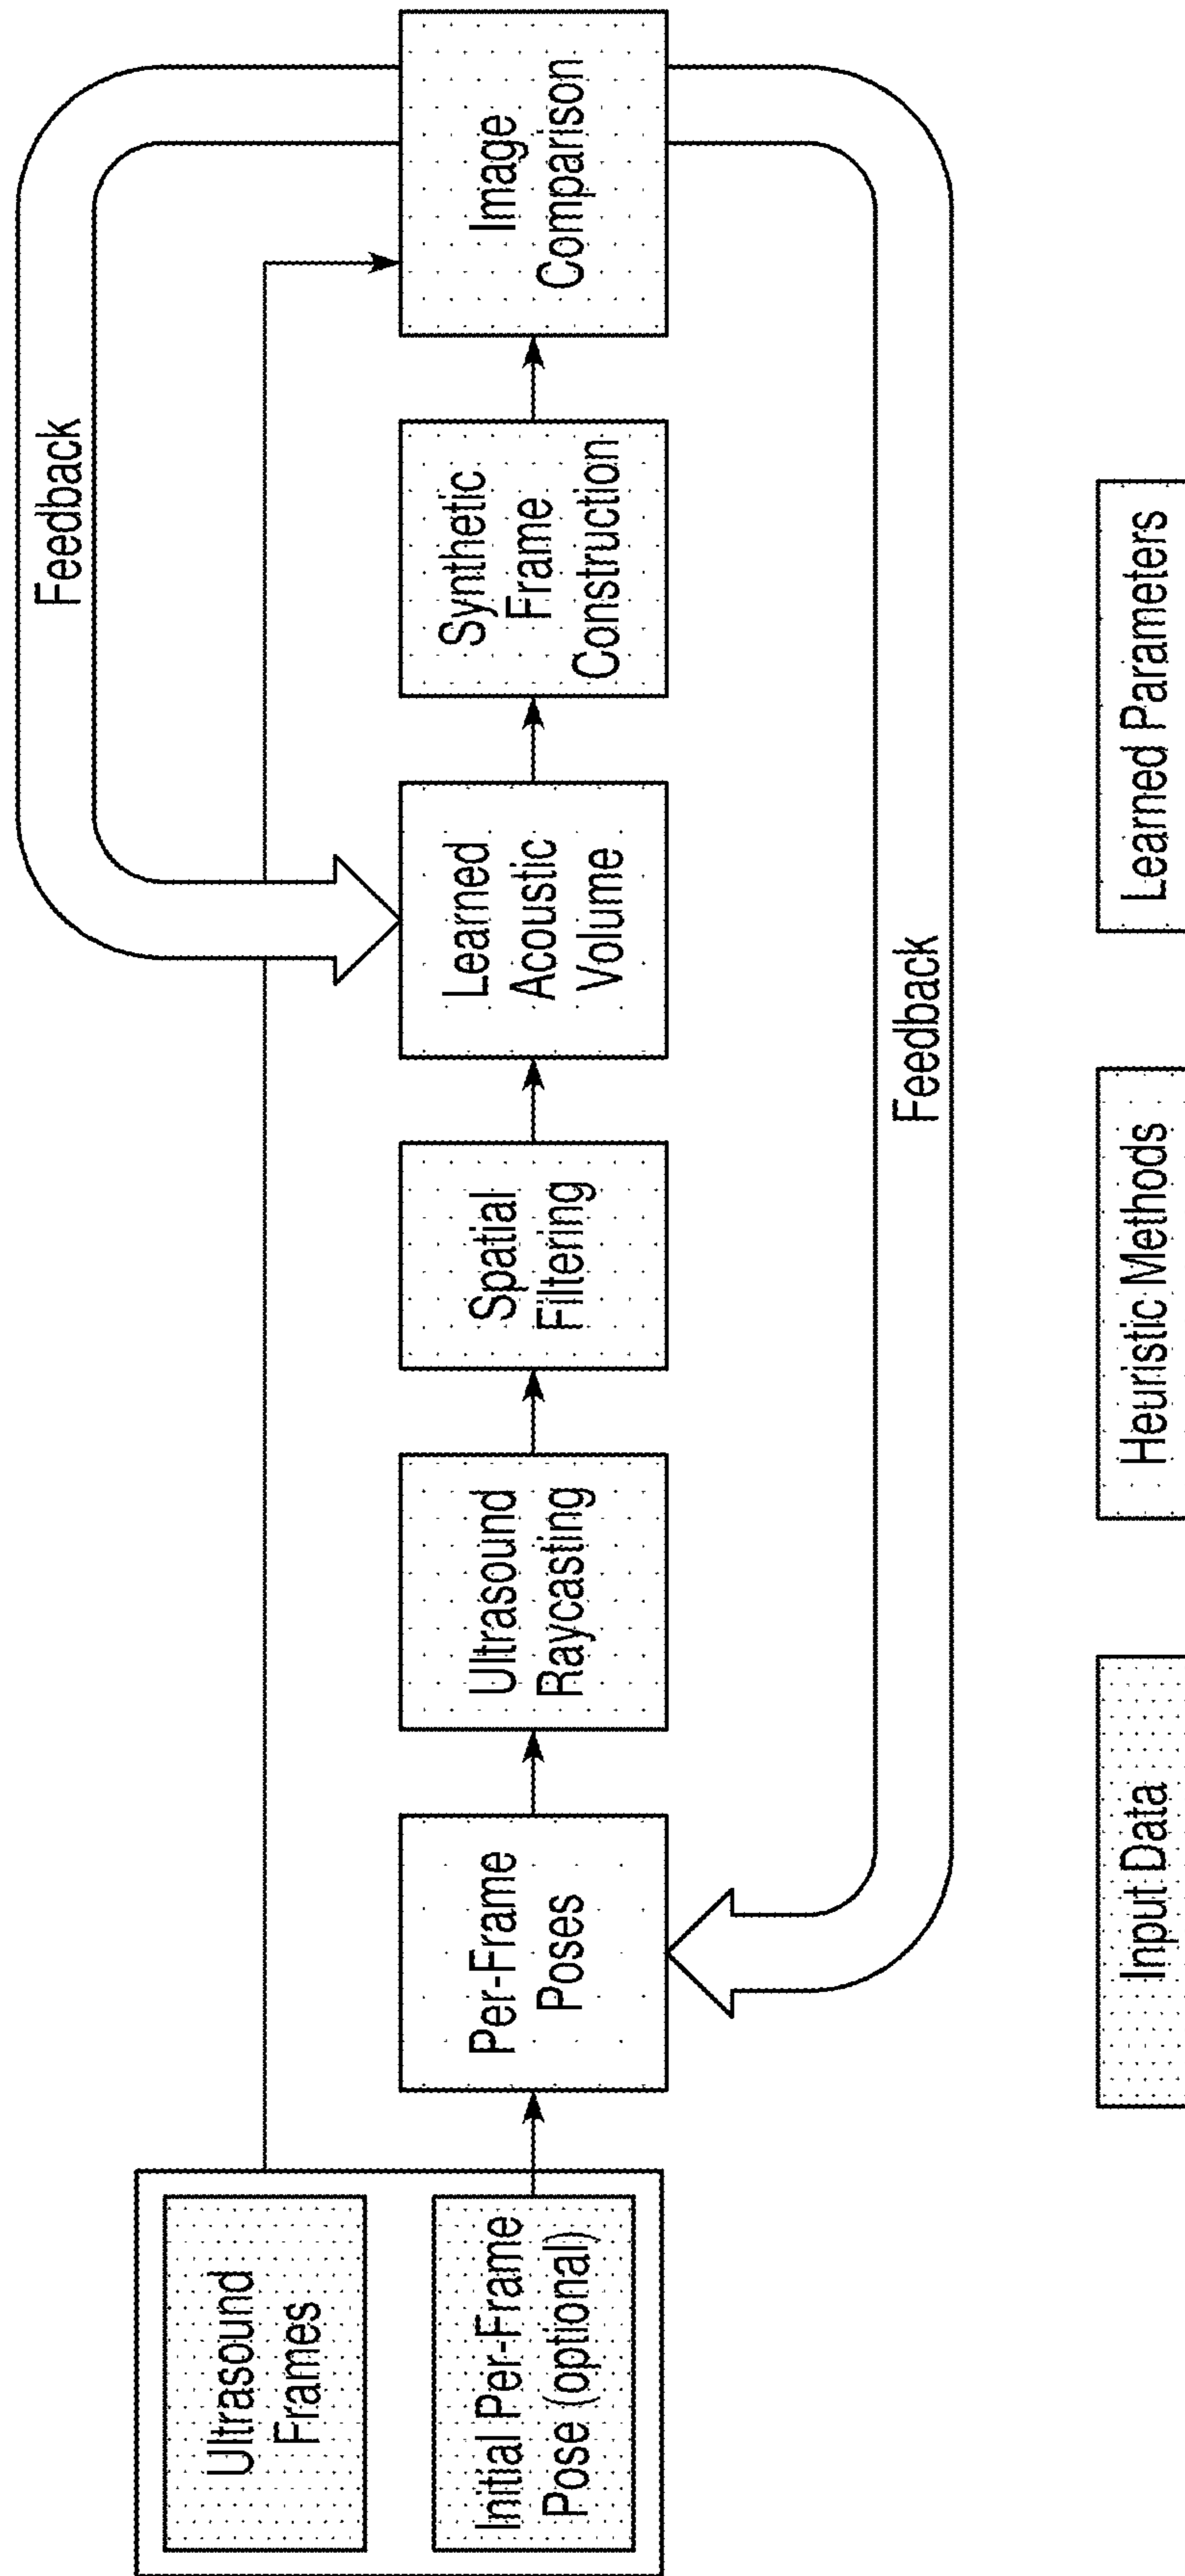 Ultrasound
Frames
Initial Per-Frame
Pose (optional)
Per-Frame
Poses
Ultrasound
Raycasting
Spatial
Filtering
Learned
Acoustic
Volume
Synthetic
Frame
Construction
Image
Comparison
Feedback
Feedback
Input Data
Heuristic Methods
Learned Parameters